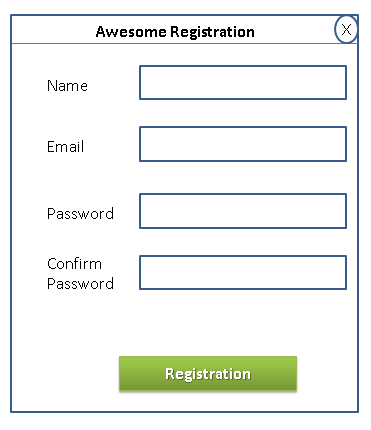 Awesome Registration
X
Name
Email
Password
Confirm
Password
Registration